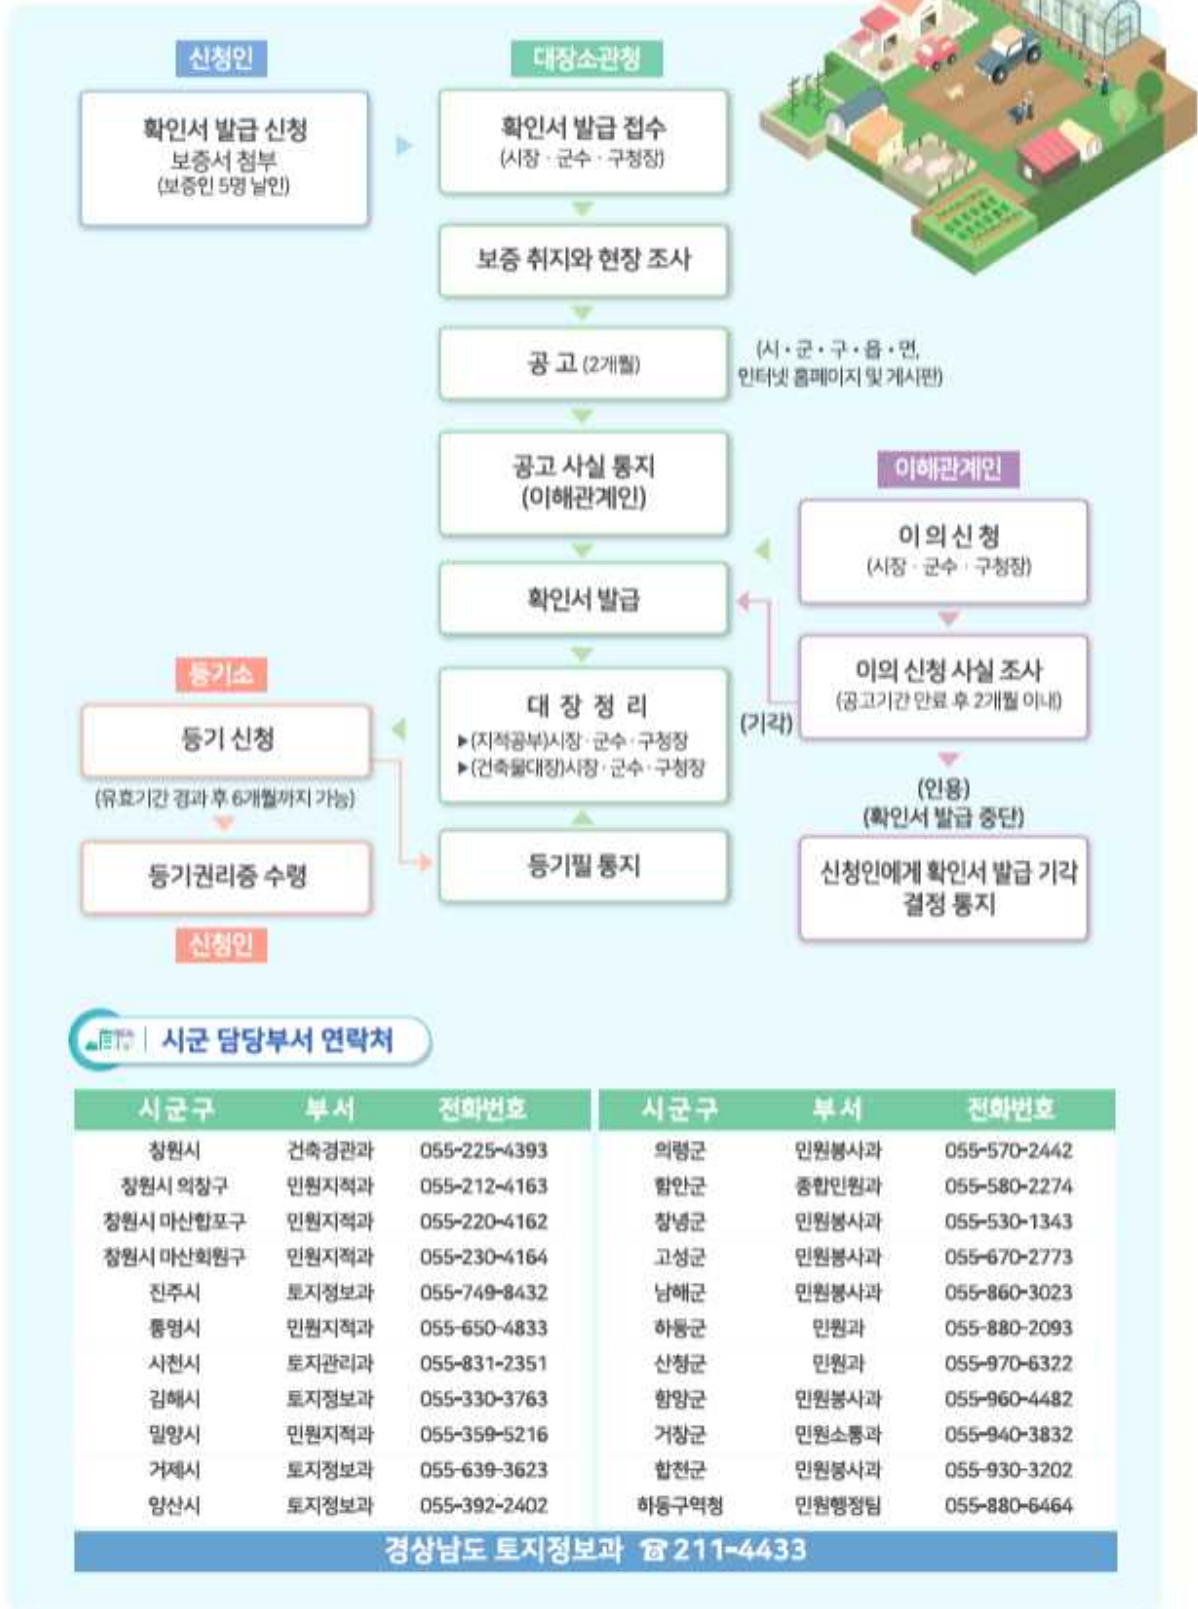 신청인
확인서 발급 신청
보증서 첨부
(보증인 5명 날인)
대장소관청
확인서 발급 접수
(시장 · 군수 · 구청장)
보증 취지와 현장 조사
공 고 (2개월)
(시 · 군 · 구 · 읍 · 면,
인터넷 홈페이지 및 게시판)
공고 사실 통지
(이해관계인)
확인서 발급
이해관계인
이 의 신 청
(시장 · 군수 · 구청장)
이의 신청 사실 조사
(공고기간 만료 후 2개월 이내)
(기각)
(인용)
(확인서 발급 중단)
신청인에게 확인서 발급 기각
결정 통지
대 장 정 리
▶(지적공부)시장 · 군수 · 구청장
▶(건축물대장)시장 · 군수 · 구청장
등기필 통지
등기소
등기 신청
(유효기간 경과 후 6개월까지 가능)
등기권리증 수령
신청인
시군 담당부서 연락처
시 군 구 부 서 전화번호 시 군 구 부 서 전화번호
창원시 건축경관과 055-225-4393 의령군 민원봉사과 055-570-2442
창원시 의창구 민원지적과 055-212-4163 함안군 종합민원과 055-580-2274
창원시 마산합포구 민원지적과 055-220-4162 창녕군 민원봉사과 055-530-1343
창원시 마산회원구 민원지적과 055-230-4164 고성군 민원봉사과 055-670-2773
진주시 토지정보과 055-749-8432 남해군 민원봉사과 055-860-3023
통영시 민원지적과 055-650-4833 하동군 민원과 055-880-2093
사천시 토지관리과 055-831-2351 산청군 민원과 055-970-6322
김해시 토지정보과 055-330-3763 함양군 민원봉사과 055-960-4482
밀양시 민원지적과 055-359-5216 거창군 민원소통과 055-940-3832
거제시 토지정보과 055-639-3623 합천군 민원봉사과 055-930-3202
양산시 토지정보과 055-392-2402 하동구역청 민원행정팀 055-880-6464
경상남도 토지정보과 ☎ 211-4433